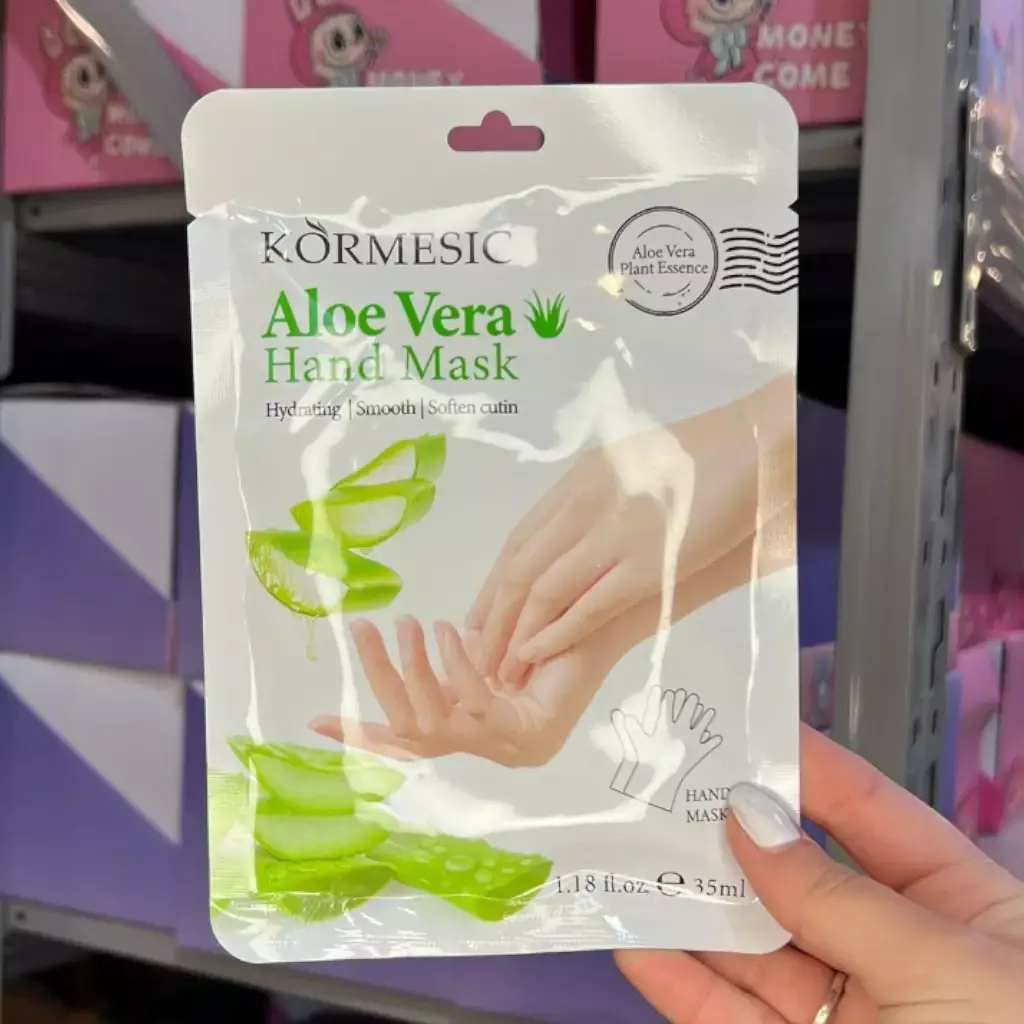 MONEY
COME
MONEY
KORMESIC
Aloe Vera
Plant Essence
Aloe Vera
Hand Mask
Hydrating | Smooth | Soften cutin
HAND
MASK
1.18 fl.oz. ℮ 35ml